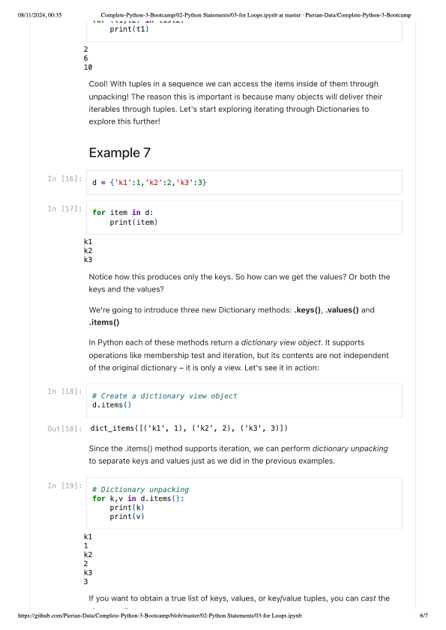 08/11/2024, 00:35 Complete-Python-3-Bootcamp/02-Python Statements/03-for Loops.ipynb at master · Pierian-Data/Complete-Python-3-Bootcamp
print(t1)
2
6
10
Cool! With tuples in a sequence we can access the items inside of them through
unpacking! The reason this is important is because many objects will deliver their
iterables through tuples. Let's start exploring iterating through Dictionaries to
explore this further!
Example 7
In [16]: d = {'k1':1,'k2':2,'k3':3}
In [17]: for item in d:
print(item)
k1
k2
k3
Notice how this produces only the keys. So how can we get the values? Or both the
keys and the values?
We're going to introduce three new Dictionary methods: .keys(), .values() and
.items()
In Python each of these methods return a dictionary view object. It supports
operations like membership test and iteration, but its contents are not independent
of the original dictionary – it is only a view. Let's see it in action:
In [18]: # Create a dictionary view object
d.items()
Out[18]: dict_items([('k1', 1), ('k2', 2), ('k3', 3)])
Since the .items() method supports iteration, we can perform dictionary unpacking
to separate keys and values just as we did in the previous examples.
In [19]: # Dictionary unpacking
for k,v in d.items():
print(k)
print(v)
k1
1
k2
2
k3
3
If you want to obtain a true list of keys, values, or key/value tuples, you can cast the
https://github.com/Pierian-Data/Complete-Python-3-Bootcamp/blob/master/02-Python Statements/03-for Loops.ipynb 6/7